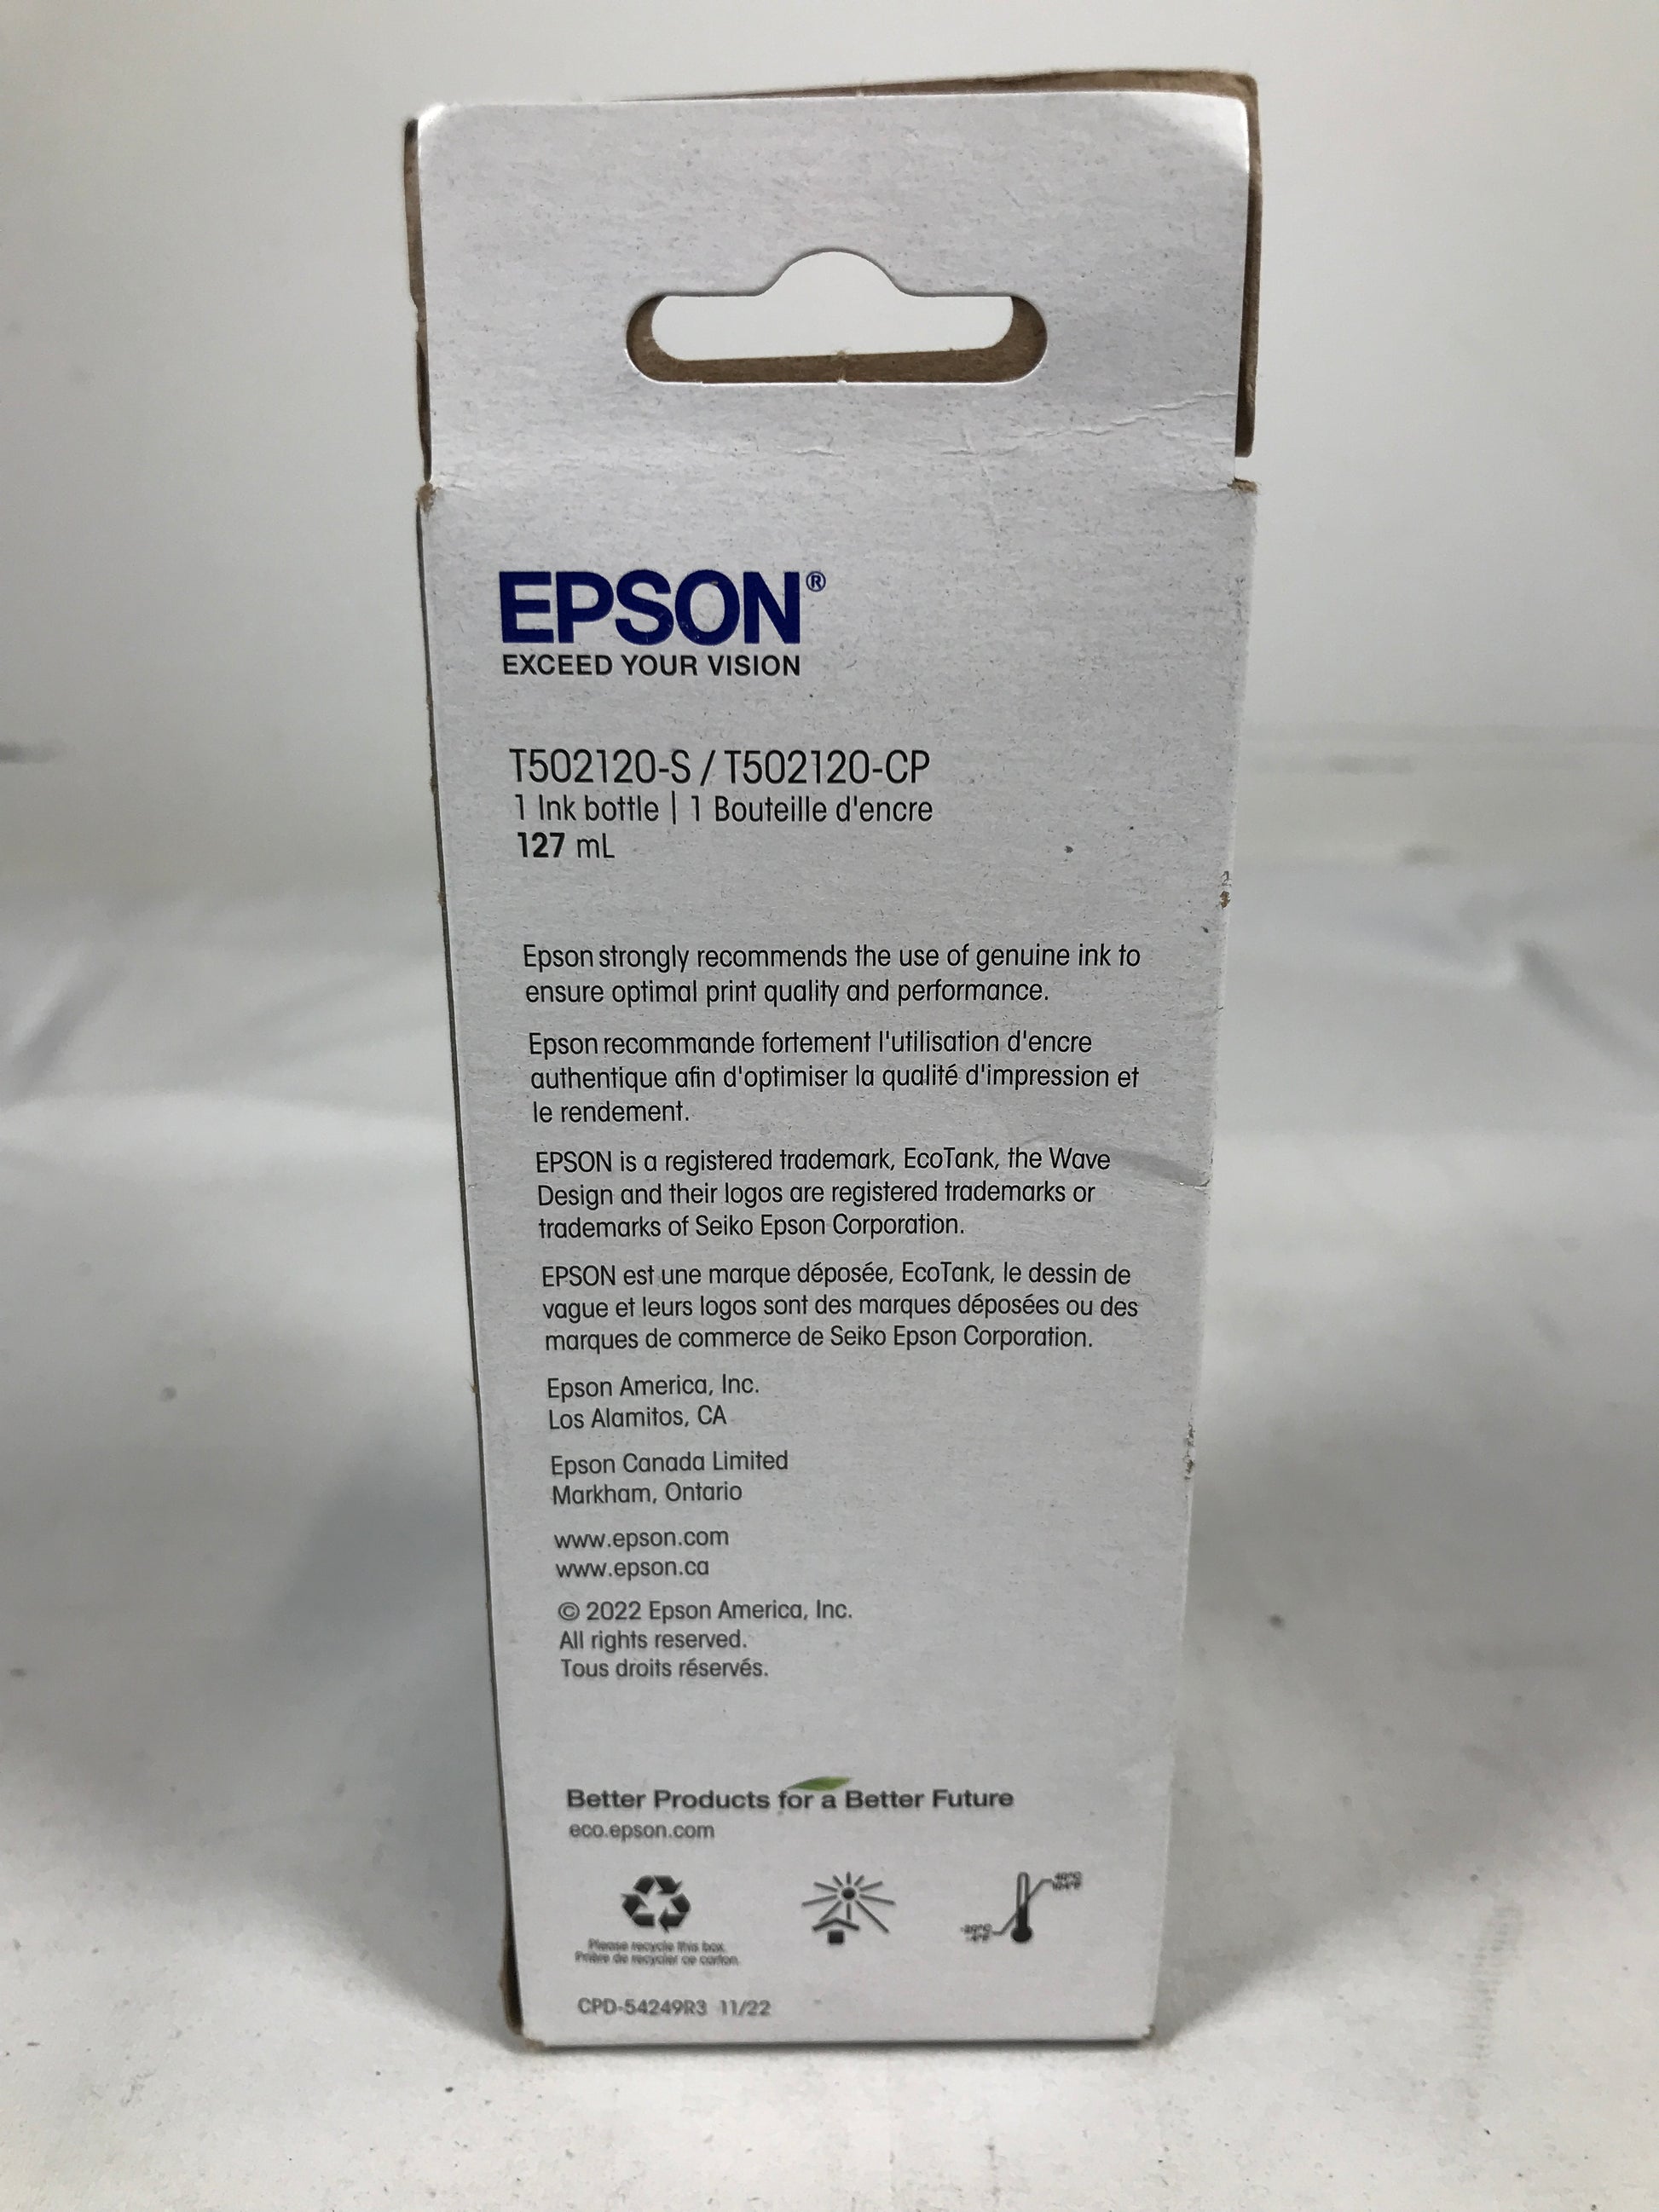 EPSON®
EXCEED YOUR VISION
T502120-S / T502120-CP
1 Ink bottle | 1 Bouteille d'encre
127 mL
Epson strongly recommends the use of genuine ink to
ensure optimal print quality and performance.
Epson recommande fortement l'utilisation d'encre
authentique afin d'optimiser la qualité d'impression et
le rendement.
EPSON is a registered trademark, EcoTank, the Wave
Design and their logos are registered trademarks or
trademarks of Seiko Epson Corporation.
EPSON est une marque déposée, EcoTank, le dessin de
vague et leurs logos sont des marques déposées ou des
marques de commerce de Seiko Epson Corporation.
Epson America, Inc.
Los Alamitos, CA
Epson Canada Limited
Markham, Ontario
www.epson.com
www.epson.ca
© 2022 Epson America, Inc.
All rights reserved.
Tous droits réservés.
Better Products for a Better Future
eco.epson.com
40°C
104°F
-20°C
-4°F
Please recycle this box.
Prière de recycler ce carton.
CPD-54249R3 11/22